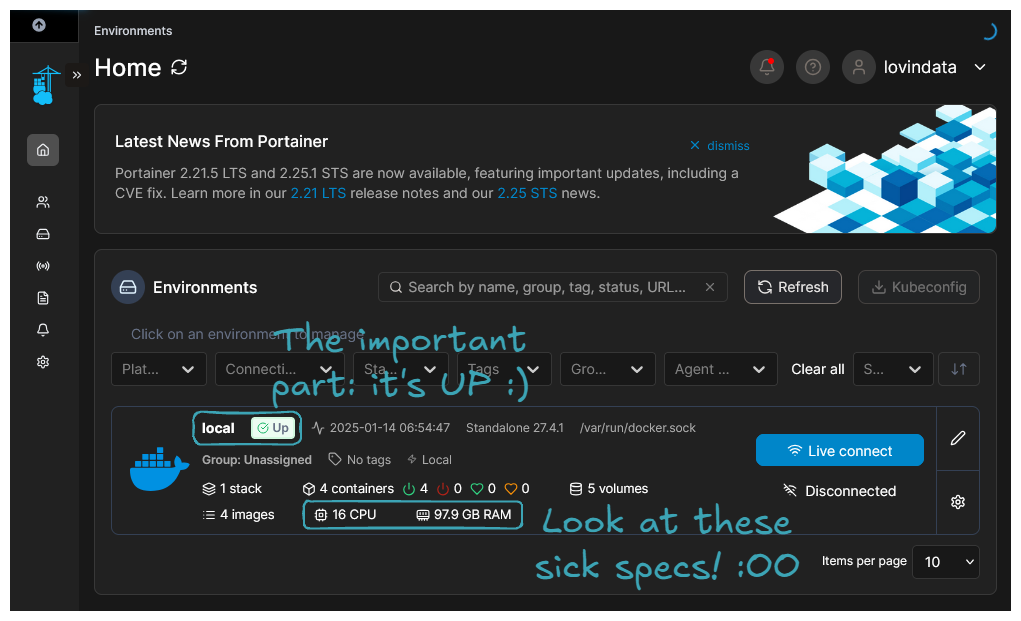 Environments
Home
lovindata
Latest News From Portainer
dismiss
Portainer 2.21.5 LTS and 2.25.1 STS are now available, featuring important updates, including a
CVE fix. Learn more in our 2.21 LTS release notes and our 2.25 STS news.
Environments
Search by name, group, tag, status, URL...
Refresh
Kubeconfig
Click on an environment to manage
The important
part: it's UP :)
Plat...
Connecti...
Sta...
Tags
Gro...
Agent ...
Clear all
S...
local
Up
2025-01-14 06:54:47
Standalone 27.4.1
/var/run/docker.sock
Group: Unassigned
No tags
Local
Live connect
1 stack
4 containers
4
0
0
0
5 volumes
Disconnected
4 images
16 CPU
97.9 GB RAM
Look at these
sick specs! :OO
Items per page
10